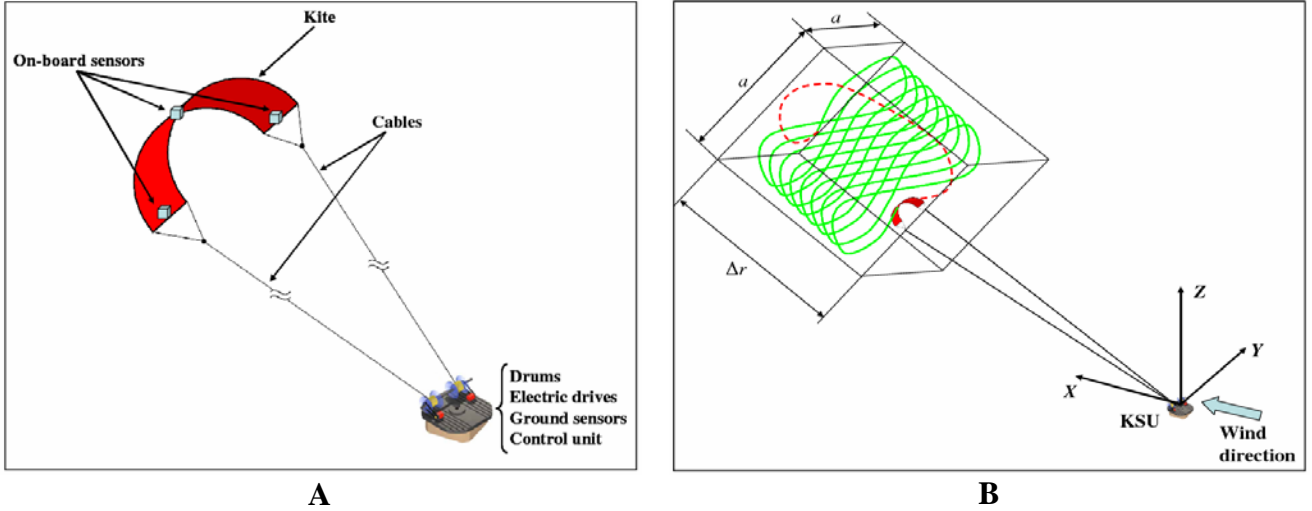 Kite
On-board sensors
Cables
Drums
Electric drives
Ground sensors
Control unit
A
a
a
Δr
Z
Y
X
KSU
Wind
direction
B